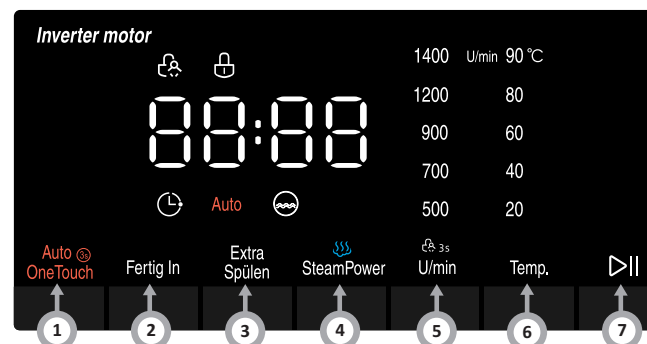 Inverter motor
1400 U/min 90 °C
1200 80
88:88
900 60
700 40
Auto
500 20
Auto 3s
OneTouch
Fertig In
Extra
Spülen
SteamPower
3s
U/min
Temp.
1 2 3 4 5 6 7